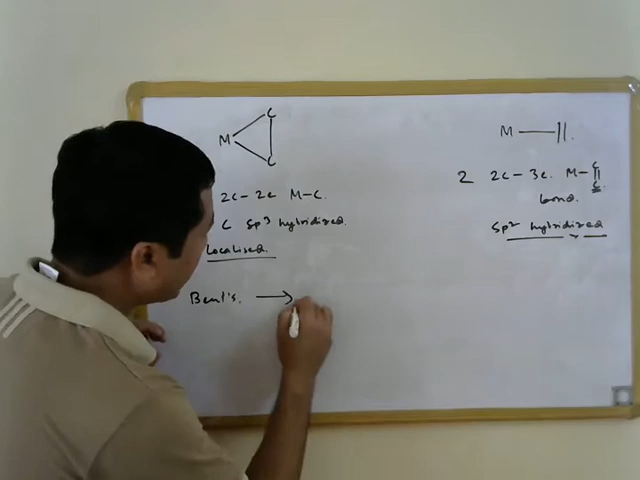 C
M
C
2c-2e M-C.
C sp³ hybridized.
Localised.
Bent's. →
M — ||.
2 2c-3c. M-
C
||
C.
bond.
sp² hybridized